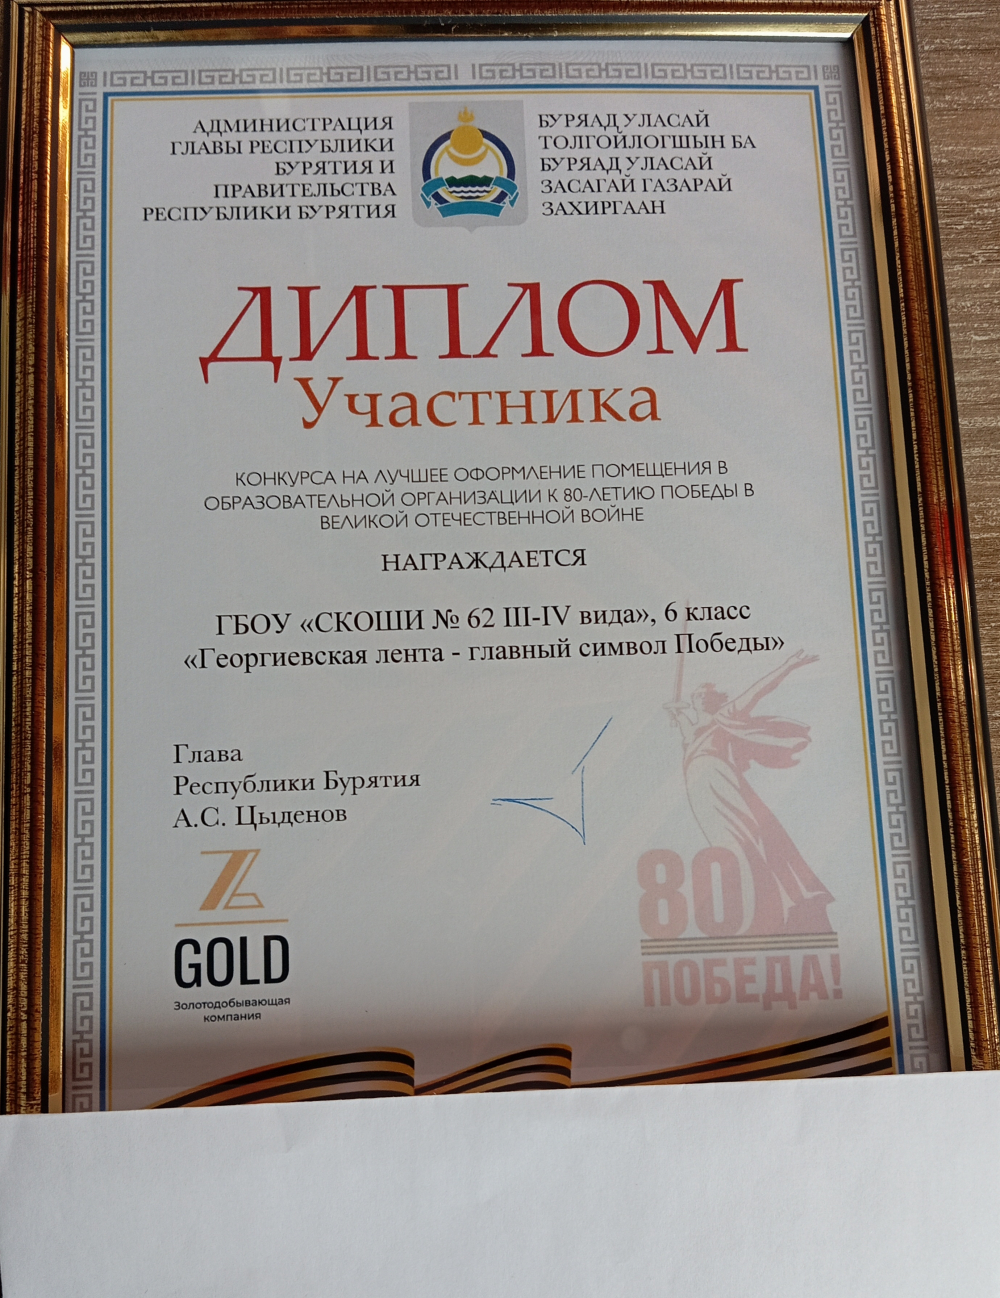 АДМИНИСТРАЦИЯ
ГЛАВЫ РЕСПУБЛИКИ
БУРЯТИЯ И
ПРАВИТЕЛЬСТВА
РЕСПУБЛИКИ БУРЯТИЯ
БУРЯАД УЛАСАЙ
ТОЛГОЙЛОГШЫН БА
БУРЯАД УЛАСАЙ
ЗАСАГАЙ ГАЗАРАЙ
ЗАХИРГААН
ДИПЛОМ
Участника
КОНКУРСА НА ЛУЧШЕЕ ОФОРМЛЕНИЕ ПОМЕЩЕНИЯ В
ОБРАЗОВАТЕЛЬНОЙ ОРГАНИЗАЦИИ К 80-ЛЕТИЮ ПОБЕДЫ В
ВЕЛИКОЙ ОТЕЧЕСТВЕННОЙ ВОЙНЕ
НАГРАЖДАЕТСЯ
ГБОУ «СКОШИ № 62 III-IV вида», 6 класс
«Георгиевская лента - главный символ Победы»
Глава
Республики Бурятия
А.С. Цыденов
GOLD
Золотодобывающая
компания
80
ПОБЕДА!